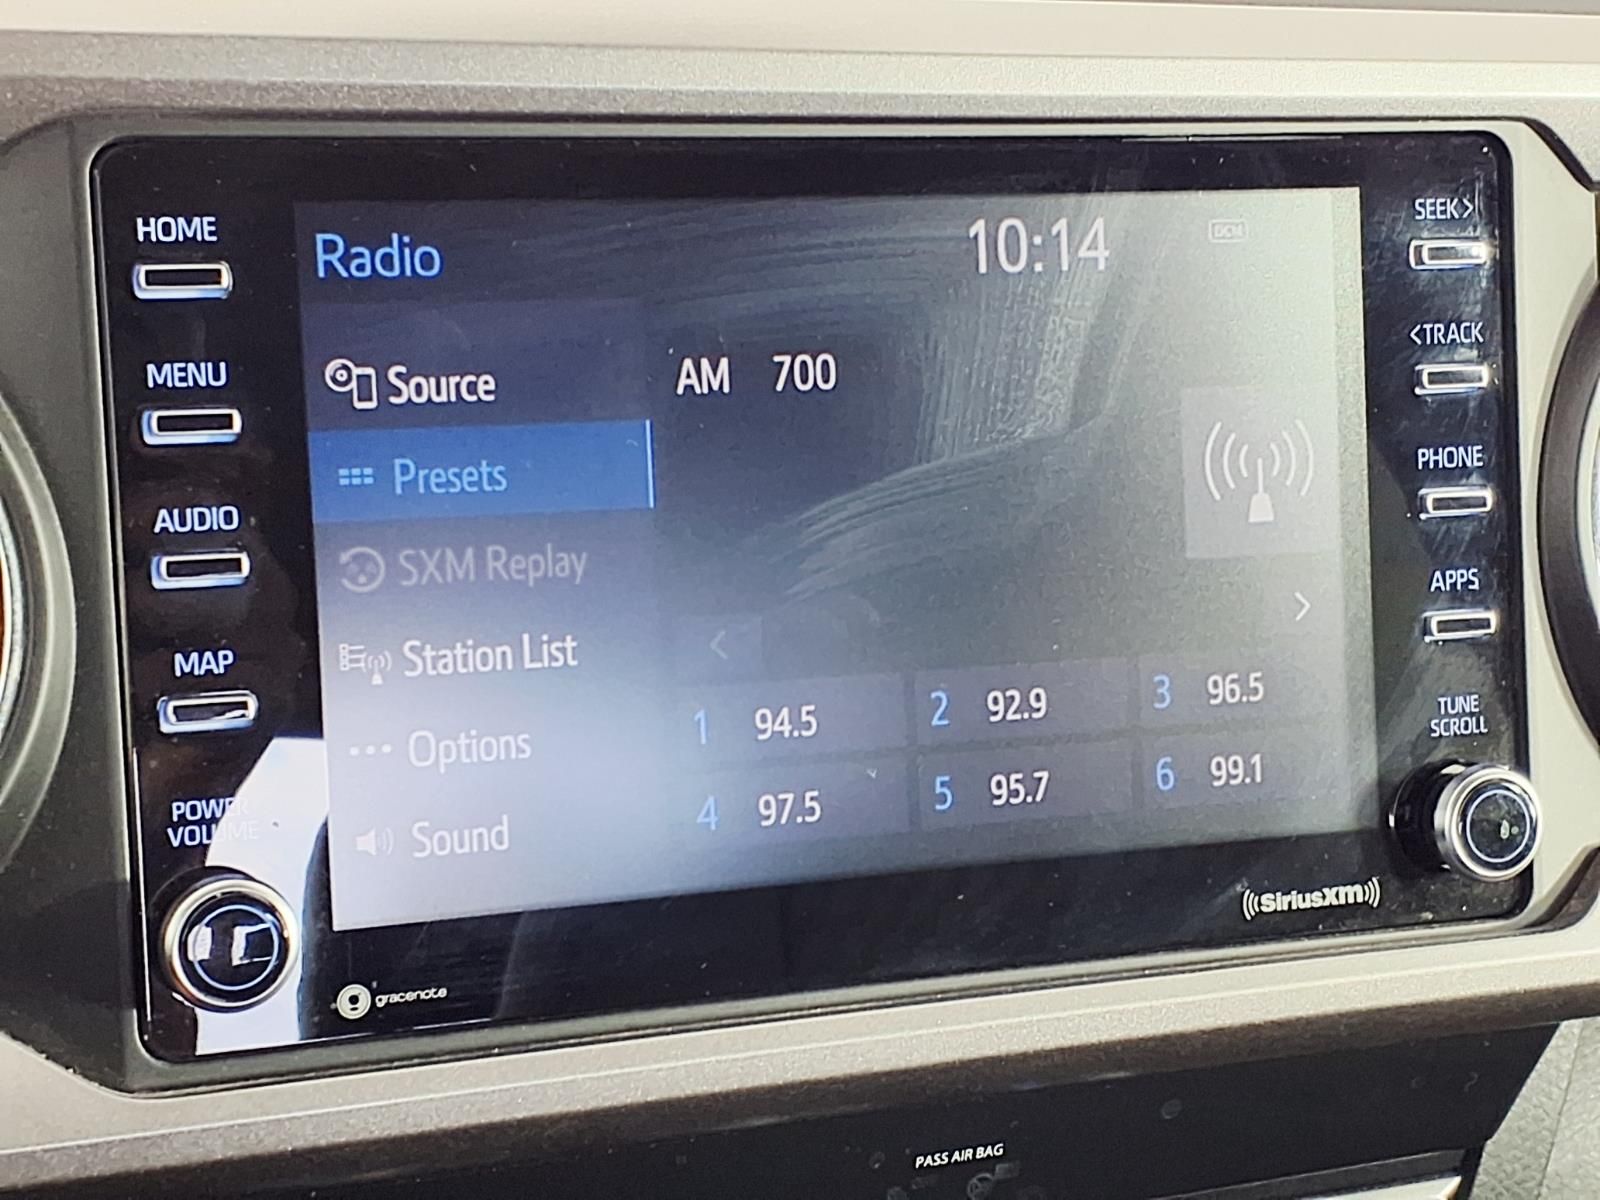 HOME
MENU
AUDIO
MAP
POWER
VOLUME
Radio
10:14
DCM
Source
Presets
SXM Replay
Station List
Options
Sound
AM 700
<
>
1 94.5
2 92.9
3 96.5
4 97.5
5 95.7
6 99.1
SEEK>
<TRACK
PHONE
APPS
TUNE
SCROLL
gracenote
((SiriusXM))
PASS AIR BAG